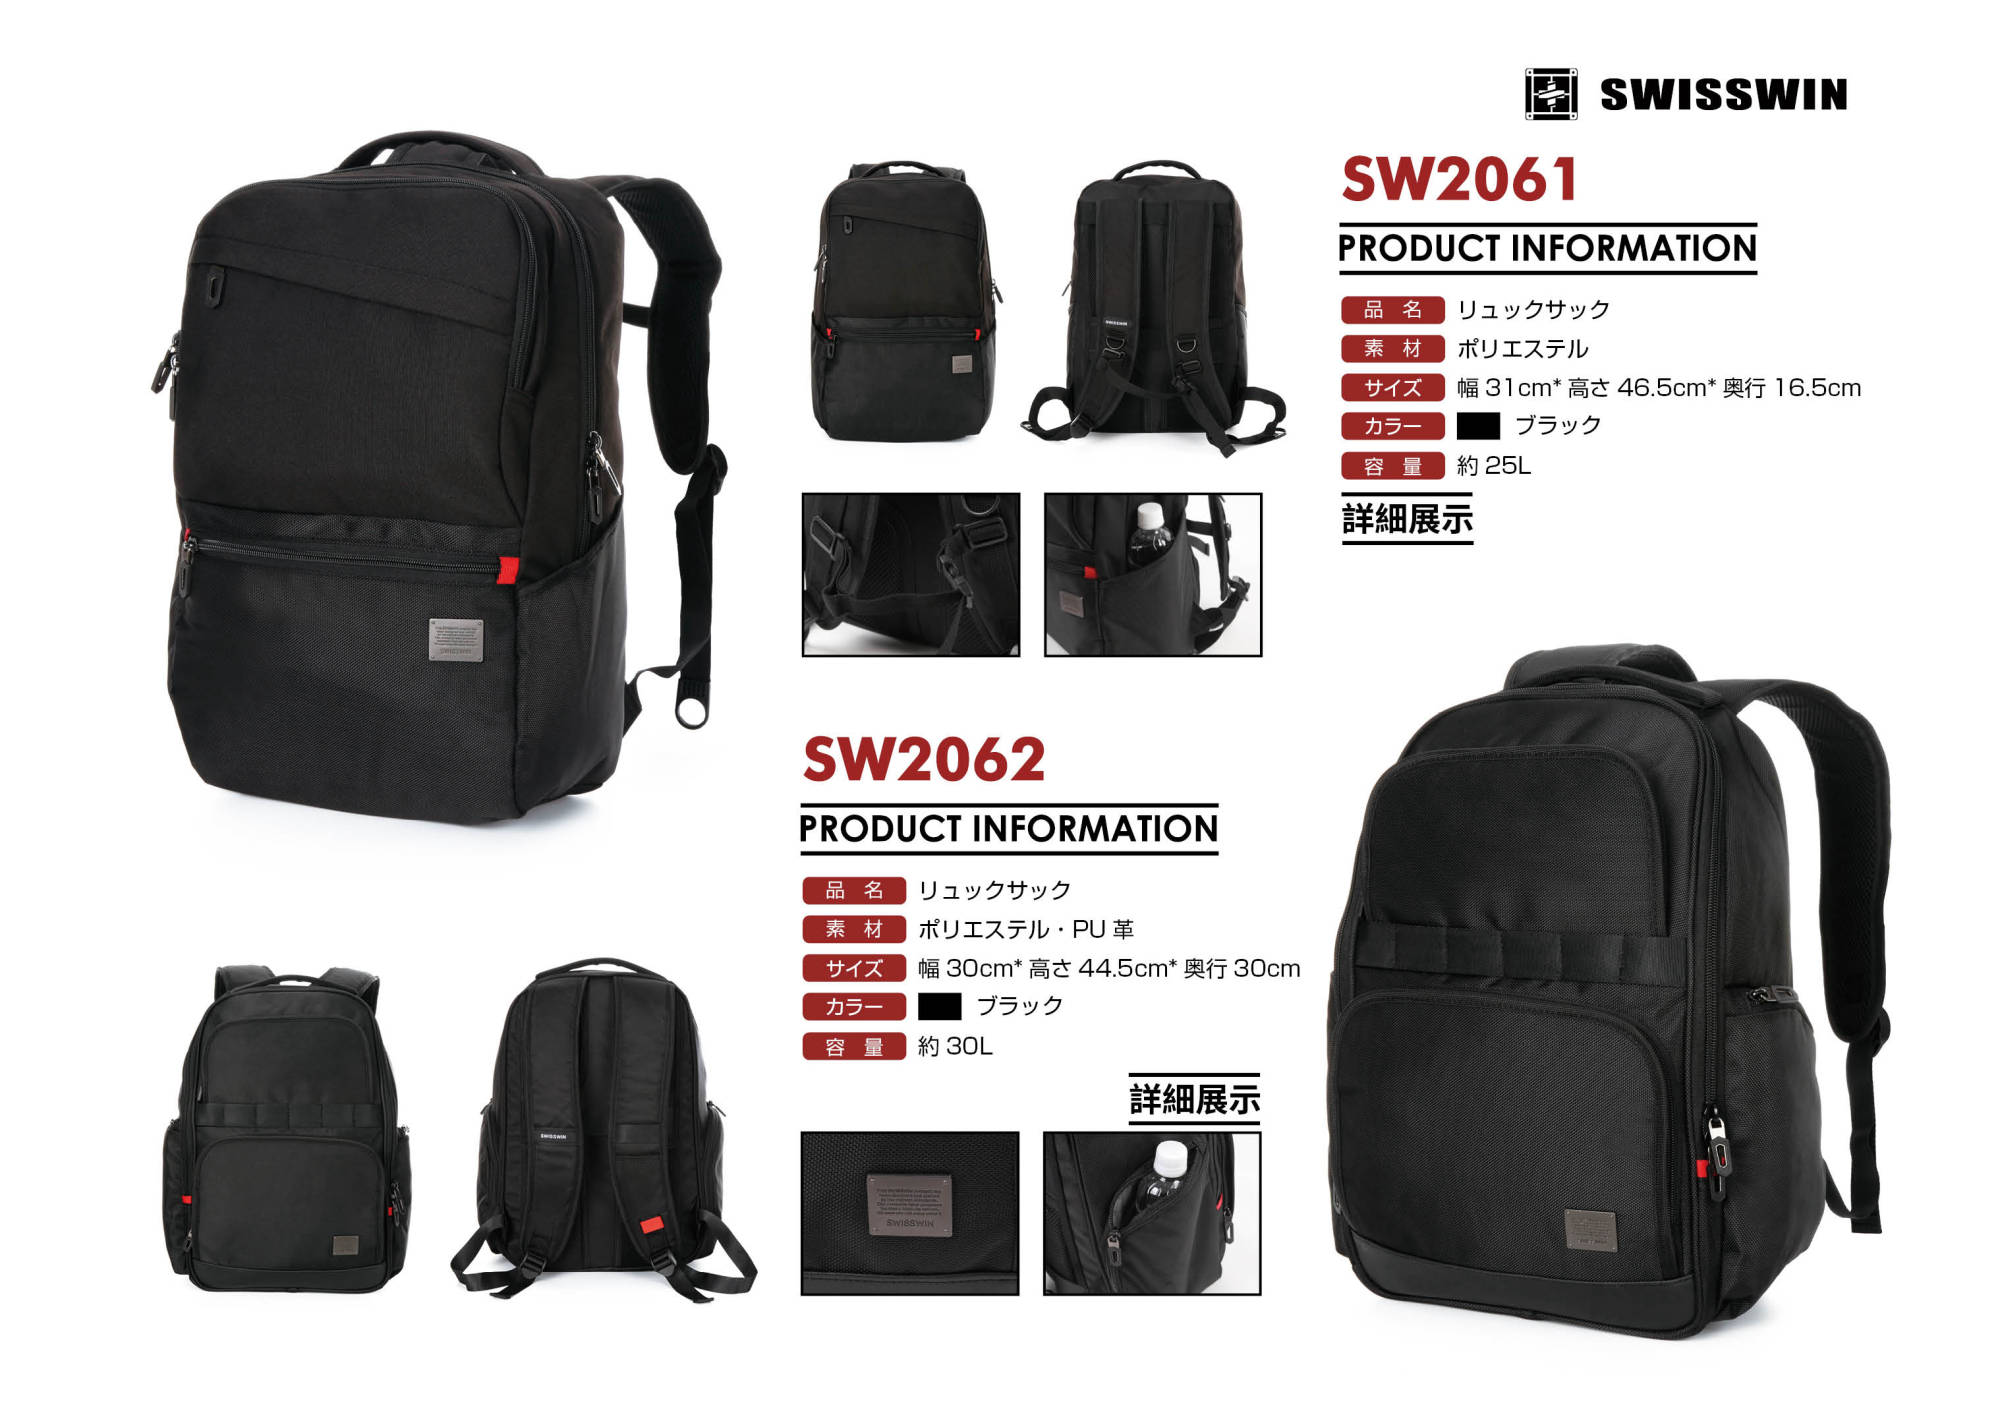 SWISSWIN
SW2061
PRODUCT INFORMATION
品 名 リュックサック
素 材 ポリエステル
サイズ 幅 31cm* 高さ 46.5cm* 奥行 16.5cm
カラー ブラック
容 量 約 25L
詳細展示
SWISSWIN
SWISSWIN
SW2062
PRODUCT INFORMATION
品 名 リュックサック
素 材 ポリエステル・PU 革
サイズ 幅 30cm* 高さ 44.5cm* 奥行 30cm
カラー ブラック
容 量 約 30L
詳細展示
SWISSWIN
SWISSWIN